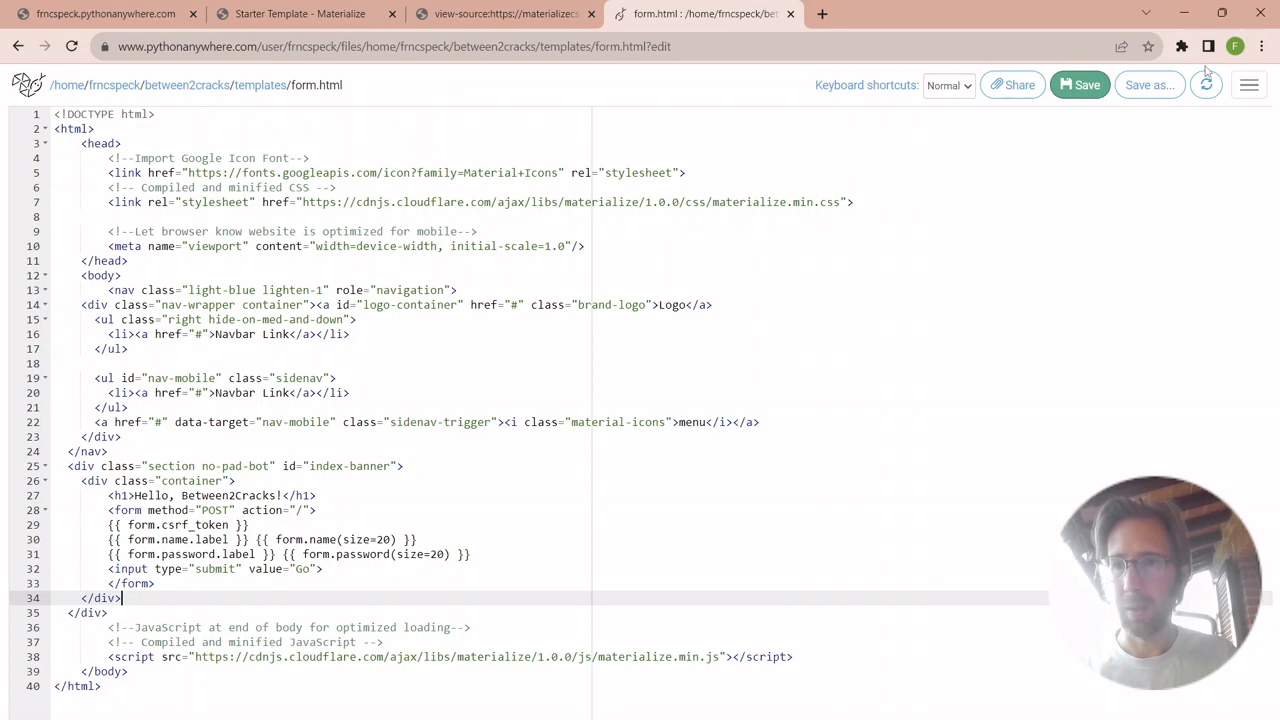 frncspeck.pythonanywhere.com
Starter Template - Materialize
view-source:https://materializecs
form.html : /home/frncspeck/bet
www.pythonanywhere.com/user/frncspeck/files/home/frncspeck/between2cracks/templates/form.html?edit
F
/home/frncspeck/between2cracks/templates/form.html
Keyboard shortcuts:
Normal
Share
Save
Save as...
1 <!DOCTYPE html>
2 <html>
3 <head>
4 <!--Import Google Icon Font-->
5 <link href="https://fonts.googleapis.com/icon?family=Material+Icons" rel="stylesheet">
6 <!-- Compiled and minified CSS -->
7 <link rel="stylesheet" href="https://cdnjs.cloudflare.com/ajax/libs/materialize/1.0.0/css/materialize.min.css">
8
9 <!--Let browser know website is optimized for mobile-->
10 <meta name="viewport" content="width=device-width, initial-scale=1.0"/>
11 </head>
12 <body>
13 <nav class="light-blue lighten-1" role="navigation">
14 <div class="nav-wrapper container"><a id="logo-container" href="#" class="brand-logo">Logo</a>
15 <ul class="right hide-on-med-and-down">
16 <li><a href="#">Navbar Link</a></li>
17 </ul>
18
19 <ul id="nav-mobile" class="sidenav">
20 <li><a href="#">Navbar Link</a></li>
21 </ul>
22 <a href="#" data-target="nav-mobile" class="sidenav-trigger"><i class="material-icons">menu</i></a>
23 </div>
24 </nav>
25 <div class="section no-pad-bot" id="index-banner">
26 <div class="container">
27 <h1>Hello, Between2Cracks!</h1>
28 <form method="POST" action="/">
29 {{ form.csrf_token }}
30 {{ form.name.label }} {{ form.name(size=20) }}
31 {{ form.password.label }} {{ form.password(size=20) }}
32 <input type="submit" value="Go">
33 </form>
34 </div>
35 </div>
36 <!--JavaScript at end of body for optimized loading-->
37 <!-- Compiled and minified JavaScript -->
38 <script src="https://cdnjs.cloudflare.com/ajax/libs/materialize/1.0.0/js/materialize.min.js"></script>
39 </body>
40 </html>